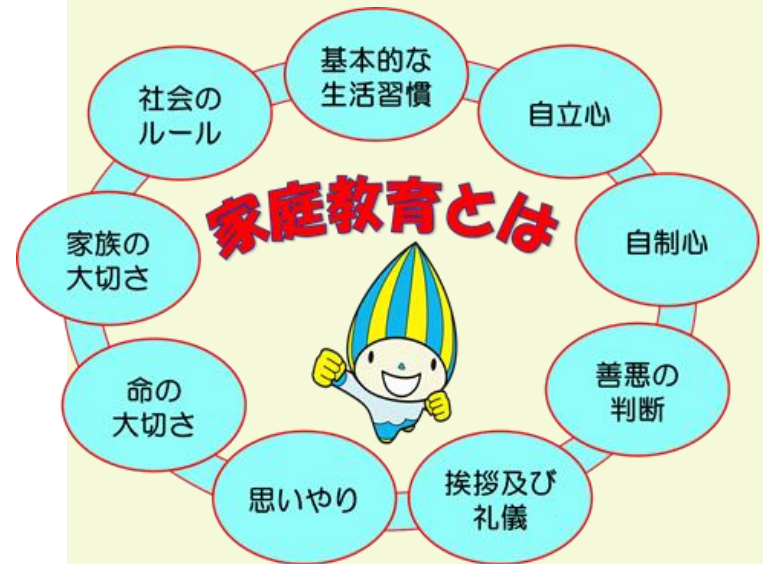 家庭教育とは
基本的な
生活習慣
自立心
自制心
善悪の
判断
挨拶及び
礼儀
思いやり
命の
大切さ
家族の
大切さ
社会の
ルール